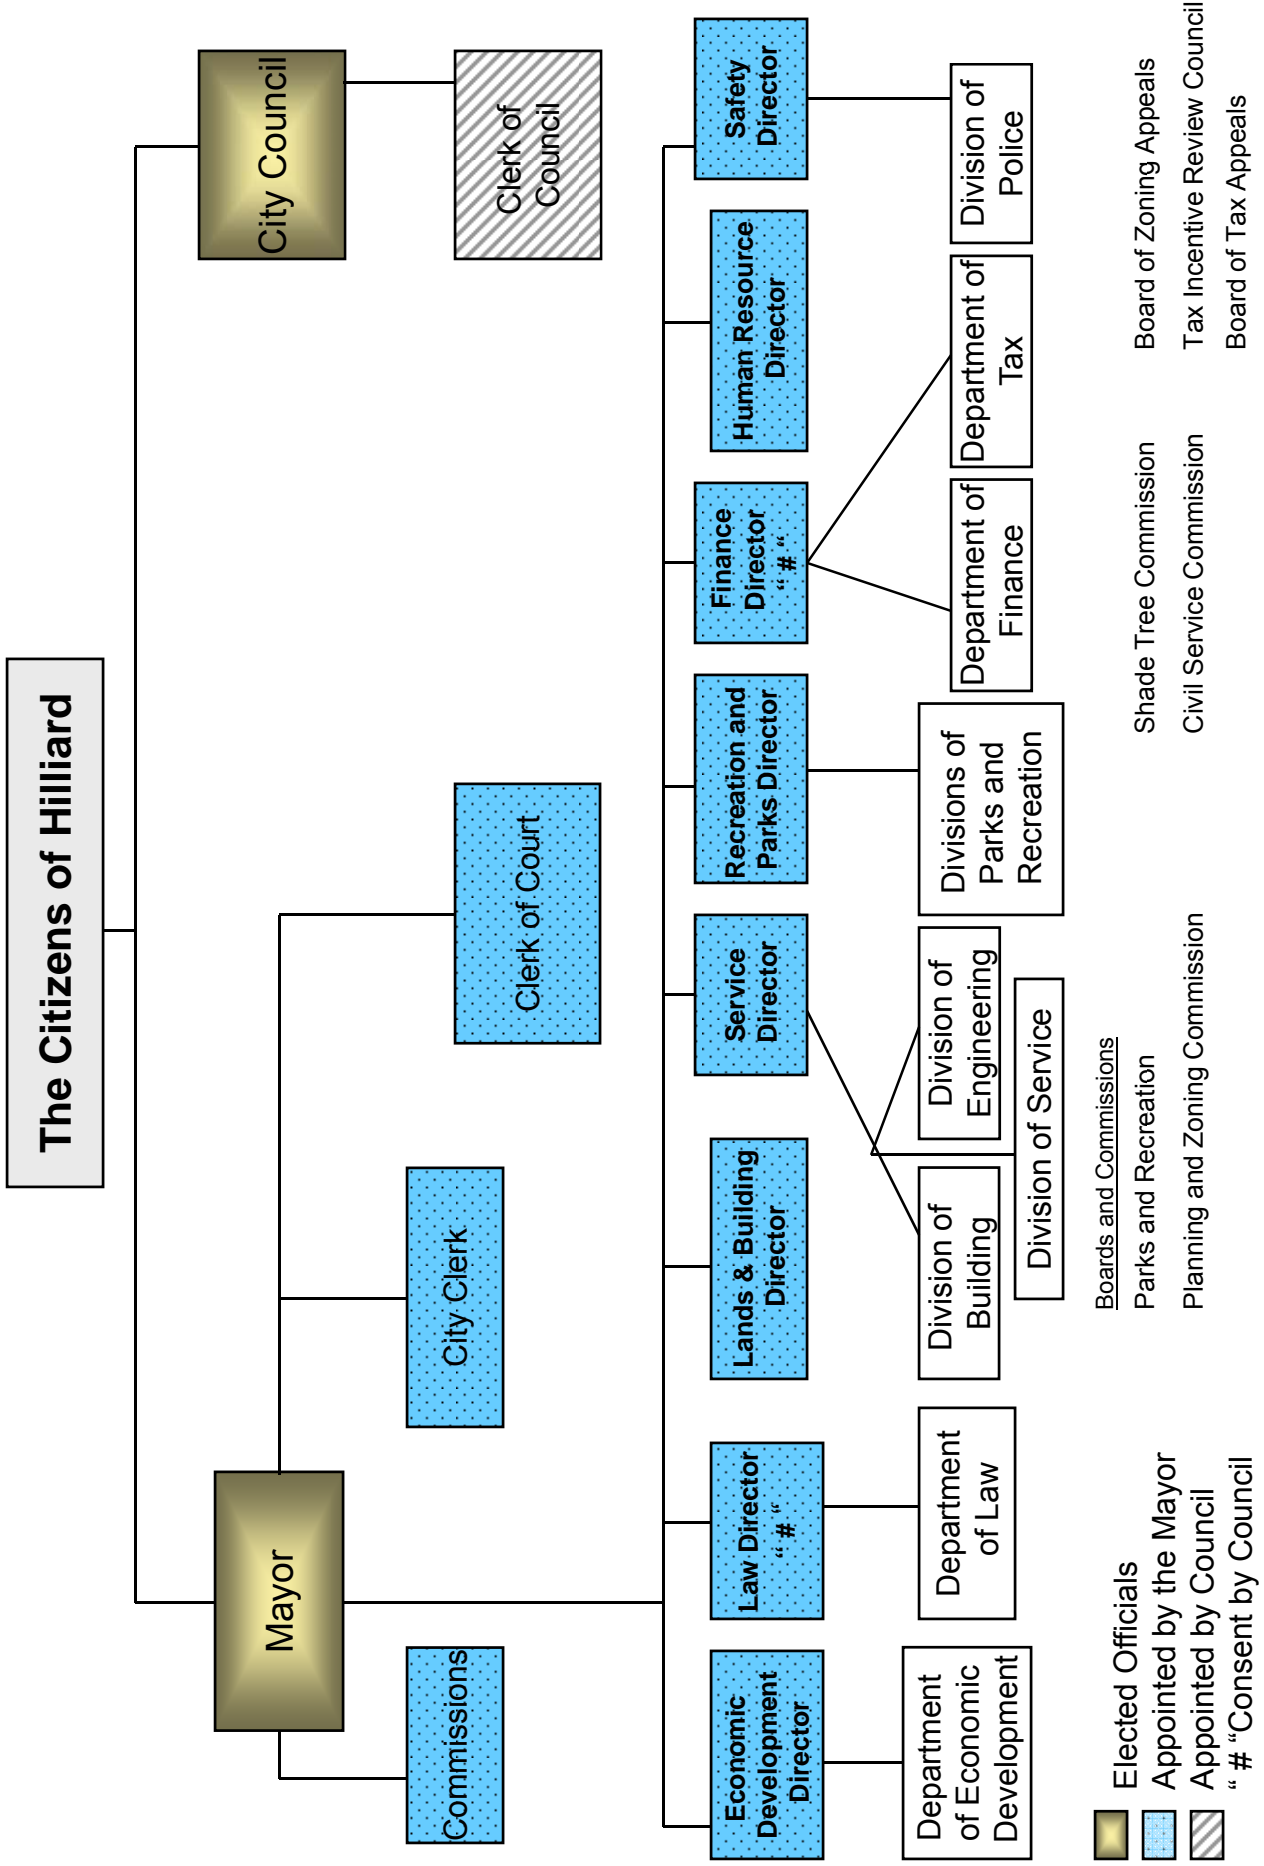 The Citizens of Hilliard
Mayor
City Council
Commissions
City Clerk
Clerk of Court
Clerk of
Council
Economic
Development
Director
Law Director
“ # “
Lands & Building
Director
Service
Director
Recreation and
Parks Director
Finance
Director
“ # “
Human Resource
Director
Safety
Director
Department
of Economic
Development
Department
of Law
Division of
Building
Division of
Engineering
Division of Service
Divisions of
Parks and
Recreation
Department of
Finance
Department of
Tax
Division of
Police
Elected Officials
Appointed by the Mayor
Appointed by Council
“ # “Consent by Council
Boards and Commissions
Parks and Recreation
Planning and Zoning Commission
Shade Tree Commission
Civil Service Commission
Board of Zoning Appeals
Tax Incentive Review Council
Board of Tax Appeals